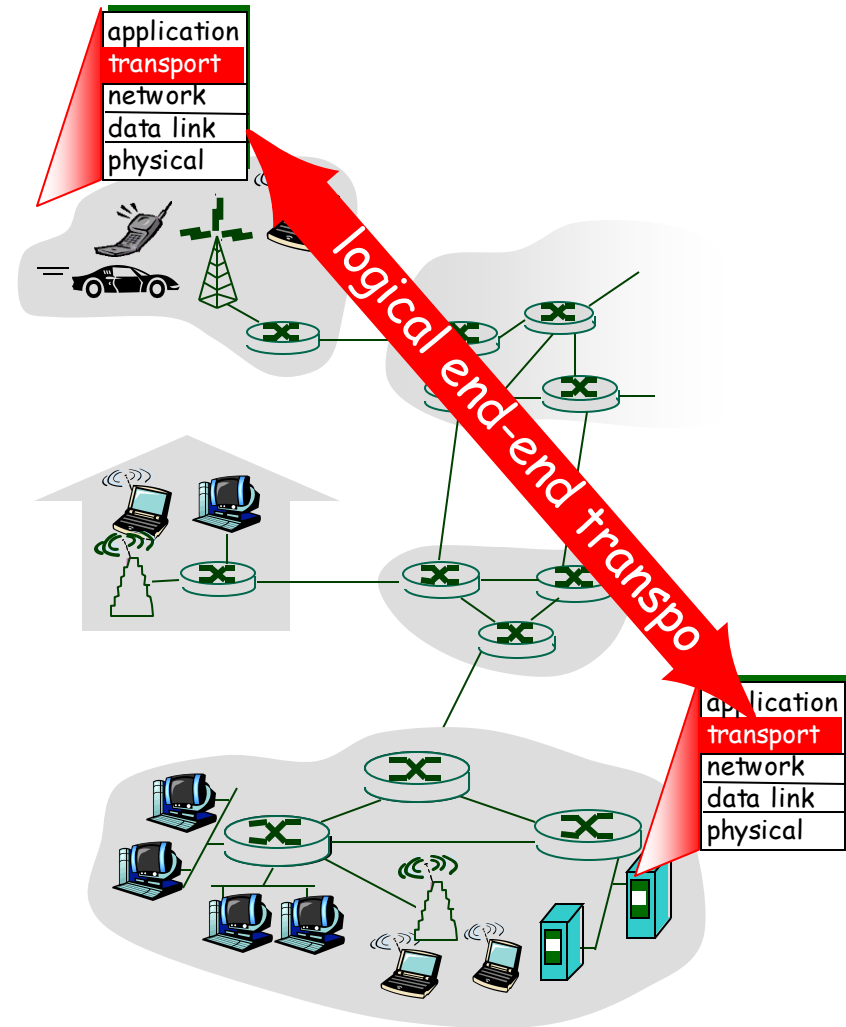 application
transport
network
data link
physical
logical end-end transpo
application
transport
network
data link
physical